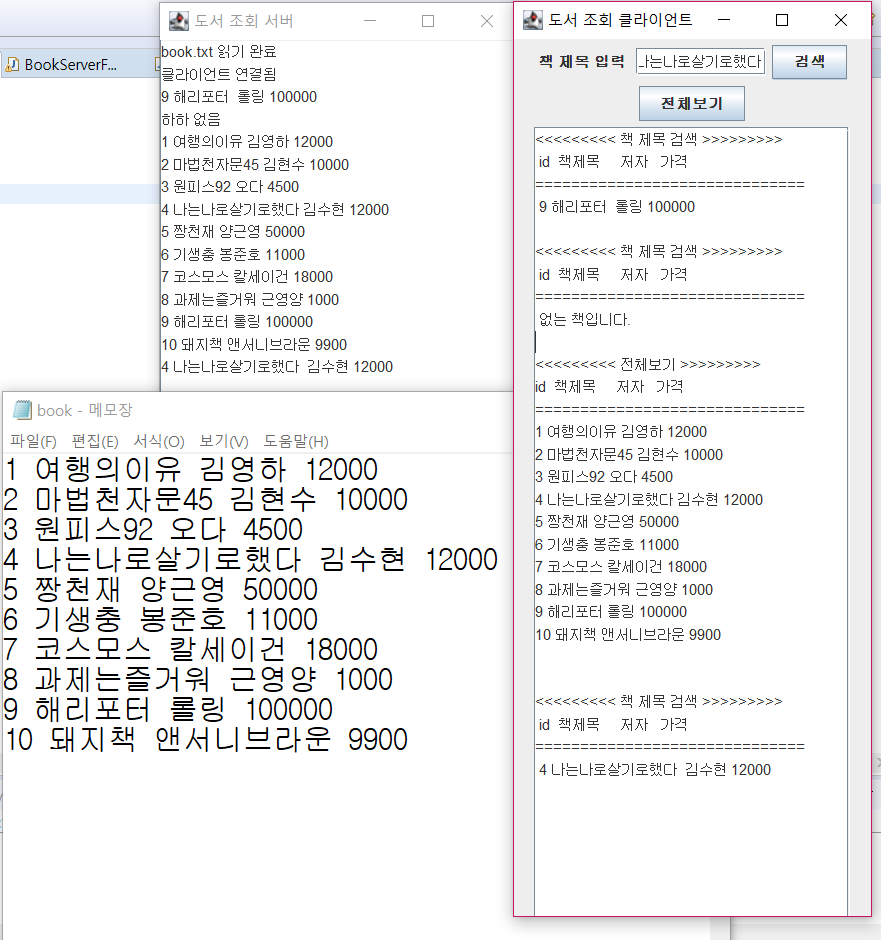 도서 조회 서버
BookServerF...
book.txt 읽기 완료
클라이언트 연결됨
9 해리포터  롤링 100000
하하 없음
1 여행의이유 김영하 12000
2 마법천자문45 김현수 10000
3 원피스92 오다 4500
4 나는나로살기로했다 김수현 12000
5 짱천재 양근영 50000
6 기생충 봉준호 11000
7 코스모스 칼세이건 18000
8 과제는즐거워 근영양 1000
9 해리포터 롤링 100000
10 돼지책 앤서니브라운 9900
4 나는나로살기로했다  김수현 12000
book - 메모장
파일(F) 편집(E) 서식(O) 보기(V) 도움말(H)
1 여행의이유 김영하 12000
2 마법천자문45 김현수 10000
3 원피스92 오다 4500
4 나는나로살기로했다 김수현 12000
5 짱천재 양근영 50000
6 기생충 봉준호 11000
7 코스모스 칼세이건 18000
8 과제는즐거워 근영양 1000
9 해리포터 롤링 100000
10 돼지책 앤서니브라운 9900
도서 조회 클라이언트
책 제목 입력 나는나로살기로했다 검색
전체보기
<<<<<<<<< 책 제목 검색 >>>>>>>>>
id  책제목  저자  가격
==============================
9 해리포터  롤링 100000
<<<<<<<<< 책 제목 검색 >>>>>>>>>
id  책제목  저자  가격
==============================
없는 책입니다.
<<<<<<<<< 전체보기 >>>>>>>>>
id  책제목  저자  가격
==============================
1 여행의이유 김영하 12000
2 마법천자문45 김현수 10000
3 원피스92 오다 4500
4 나는나로살기로했다 김수현 12000
5 짱천재 양근영 50000
6 기생충 봉준호 11000
7 코스모스 칼세이건 18000
8 과제는즐거워 근영양 1000
9 해리포터 롤링 100000
10 돼지책 앤서니브라운 9900
<<<<<<<<< 책 제목 검색 >>>>>>>>>
id  책제목  저자  가격
==============================
4 나는나로살기로했다  김수현 12000